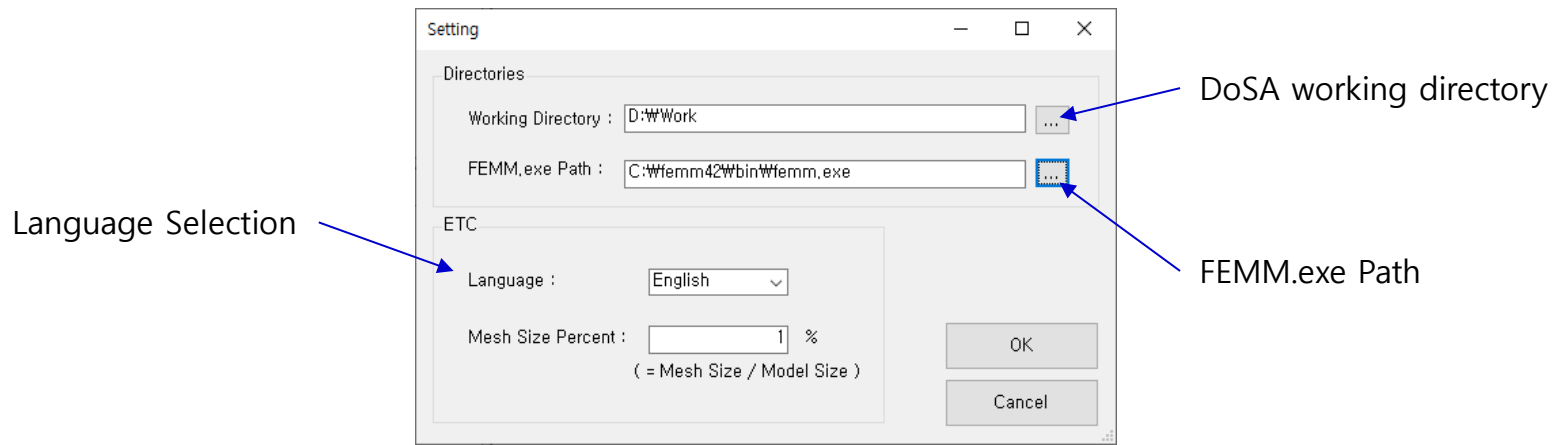 Setting
Directories
Working Directory : D:₩Work ...
DoSA working directory
FEMM,exe Path : C:₩femm42₩bin₩femm,exe ...
FEMM.exe Path
Language Selection
ETC
Language : English
Mesh Size Percent : 1 %
( = Mesh Size / Model Size )
OK
Cancel